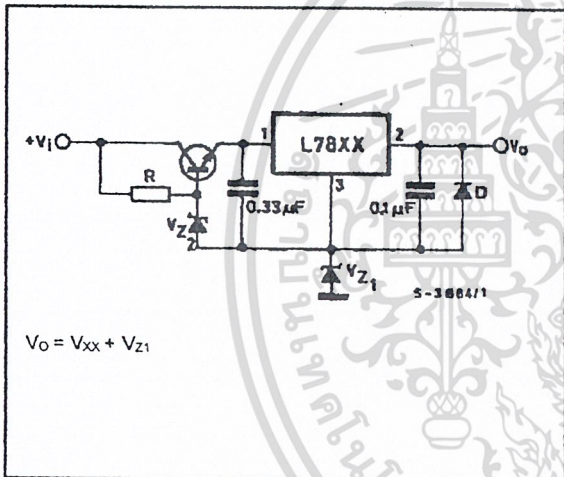 +Vi
R
VZ2
1
L78XX
2
Vo
3
0.33µF
0.1µF
D
VZ1
S-3664/1
VO = VXX + VZ1